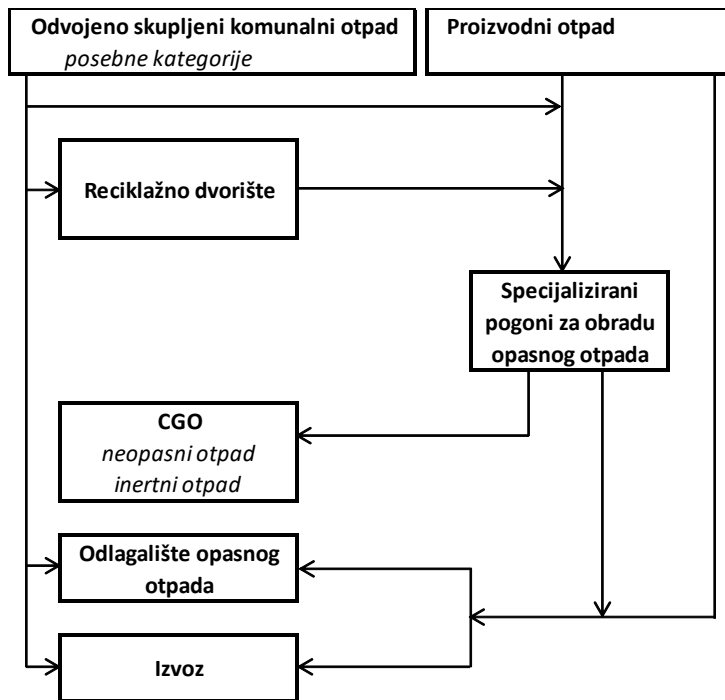 Odvojeno skupljeni komunalni otpad
posebne kategorije
Proizvodni otpad
Reciklažno dvorište
Specijalizirani
pogoni za obradu
opasnog otpada
CGO
neopasni otpad
inertni otpad
Odlagalište opasnog
otpada
Izvoz